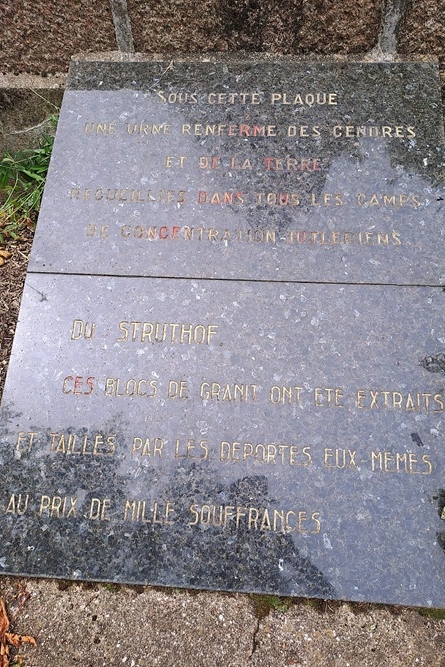 SOUS CETTE PLAQUE
UNE URNE RENFERME DES CENDRES
ET DE LA TERRE
RECUEILLIES DANS TOUS LES CAMPS
DE CONCENTRATION HITLERIENS
DU STRUTHOF
CES BLOCS DE GRANIT ONT ETE EXTRAITS
ET TAILLES PAR LES DEPORTES EUX MEMES
AU PRIX DE MILLE SOUFFRANCES